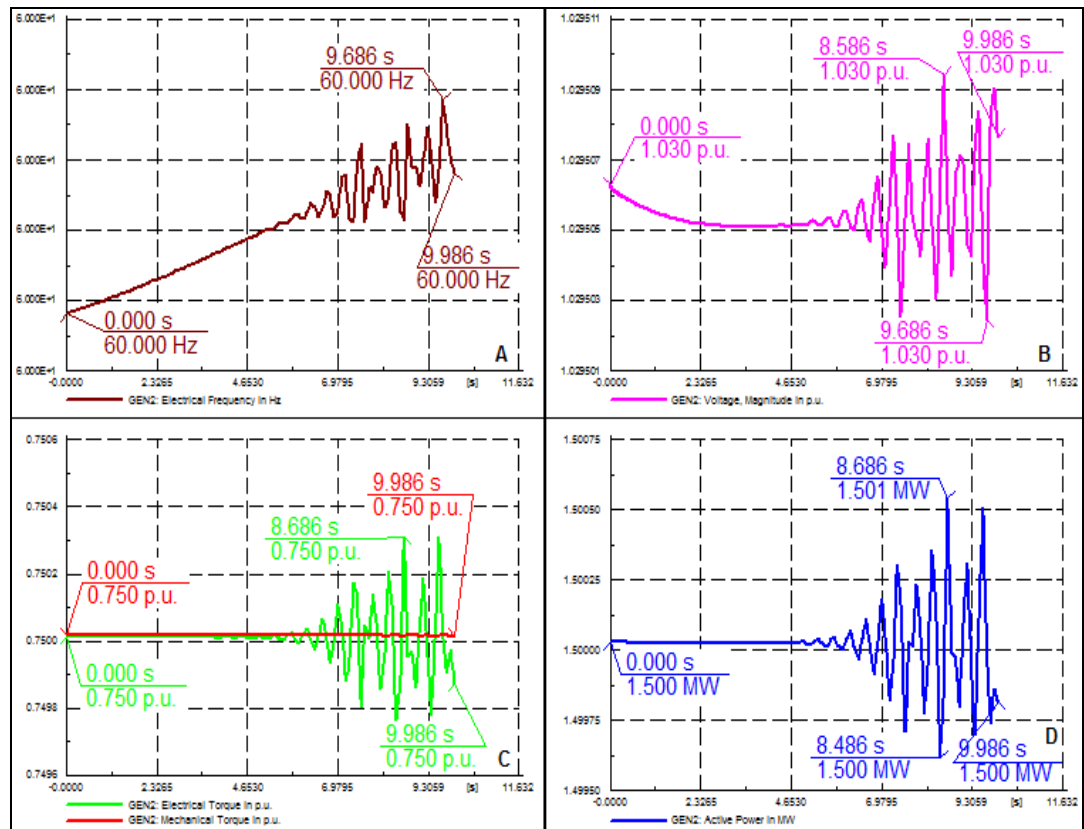 6.000E+1
9.686 s
60.000 Hz
6.000E+1
6.000E+1
6.000E+1
9.986 s
60.000 Hz
6.000E+1
0.000 s
60.000 Hz
A
6.000E+1
-0.0000 2.3265 4.6530 6.9795 9.3059 [s] 11.632
GEN2: Electrical Frequency in Hz
1.029511
8.586 s
1.030 p.u.
9.986 s
1.030 p.u.
1.029509
0.000 s
1.030 p.u.
1.029507
1.029505
1.029503
9.686 s
1.030 p.u.
B
1.029501
-0.0000 2.3265 4.6530 6.9795 9.3059 [s] 11.632
GEN2: Voltage, Magnitude in p.u.
0.7506
9.986 s
0.750 p.u.
0.7504
8.686 s
0.750 p.u.
0.7502
0.000 s
0.750 p.u.
0.7500
0.000 s
0.750 p.u.
0.7498
9.986 s
0.750 p.u.
C
0.7496
-0.0000 2.3265 4.6530 6.9795 9.3059 [s] 11.632
GEN2: Electrical Torque in p.u.
GEN2: Mechanical Torque in p.u.
1.50075
8.686 s
1.501 MW
1.50050
1.50025
1.50000
0.000 s
1.500 MW
1.49975
8.486 s
1.500 MW
9.986 s
1.500 MW
D
1.49950
-0.0000 2.3265 4.6530 6.9795 9.3059 [s] 11.632
GEN2: Active Power in MW